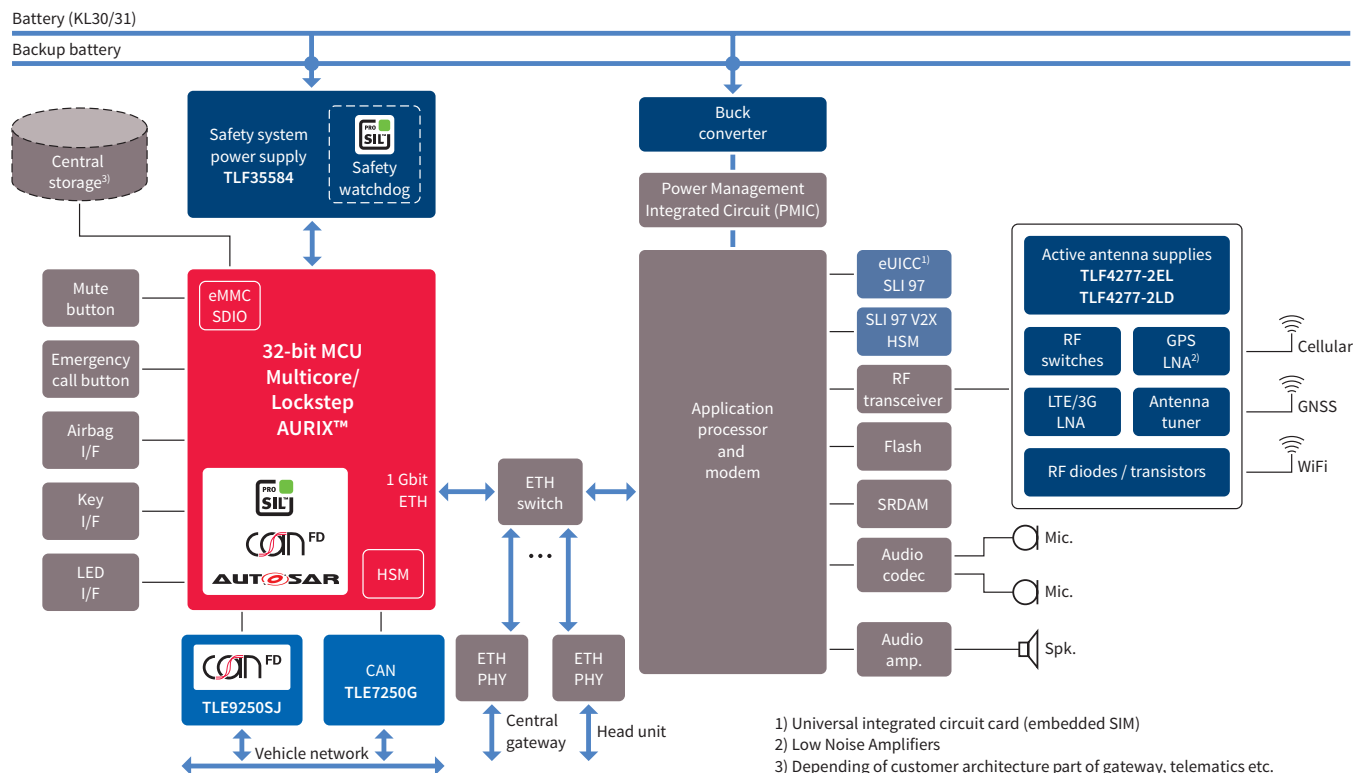 Battery (KL30/31)
Backup battery
Central
storage3)
Safety system
power supply
TLF35584
PRO
SIL™
Safety
watchdog
Buck
converter
Power Management
Integrated Circuit (PMIC)
Mute
button
Emergency
call button
Airbag
I/F
Key
I/F
LED
I/F
eMMC
SDIO
32-bit MCU
Multicore/
Lockstep
AURIX™
1 Gbit
ETH
PRO
SIL™
CAN FD
AUTOSAR
HSM
CAN FD
TLE9250SJ
CAN
TLE7250G
Vehicle network
ETH
switch
...
ETH
PHY
ETH
PHY
Central
gateway
Head unit
Application
processor
and
modem
eUICC1)
SLI 97
SLI 97 V2X
HSM
RF
transceiver
Flash
SRDAM
Audio
codec
Audio
amp.
Mic.
Mic.
Spk.
Active antenna supplies
TLF4277-2EL
TLF4277-2LD
RF
switches
GPS
LNA2)
LTE/3G
LNA
Antenna
tuner
RF diodes / transistors
Cellular
GNSS
WiFi
1) Universal integrated circuit card (embedded SIM)
2) Low Noise Amplifiers
3) Depending of customer architecture part of gateway, telematics etc.